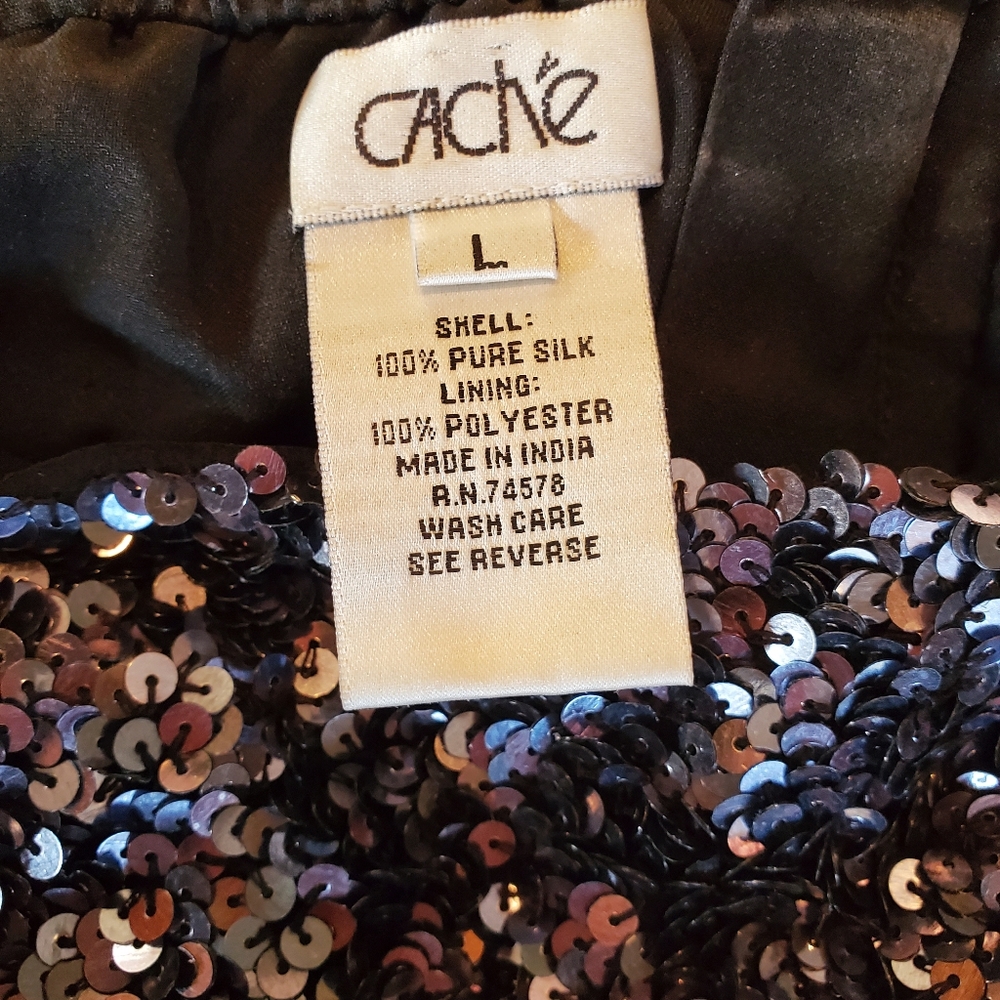 caché
L
SHELL:
100% PURE SILK
LINING:
100% POLYESTER
MADE IN INDIA
R.N.74578
WASH CARE
SEE REVERSE